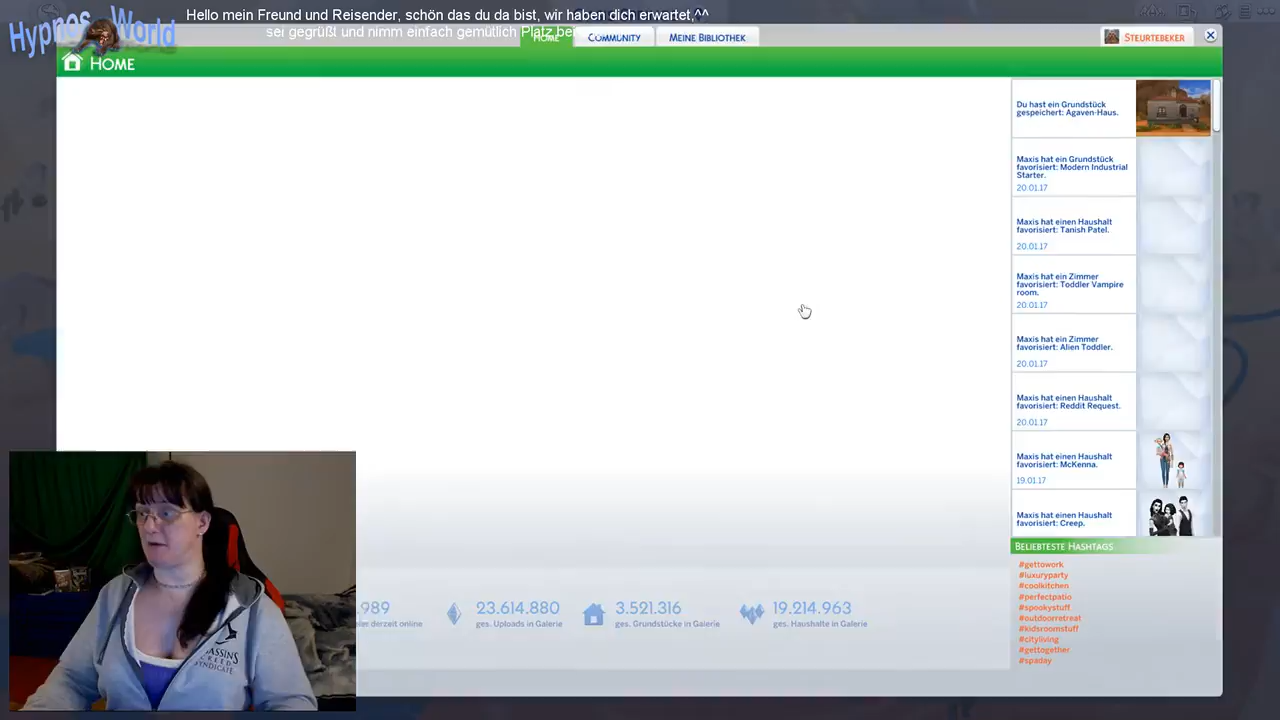 Hypnos World
Hello mein Freund und Reisender, schön das du da bist, wir haben dich erwartet,^^
sei gegrüßt und nimm einfach gemütlich Platz
HOME
COMMUNITY
MEINE BIBLIOTHEK
STEURTEBEKER
HOME
Du hast ein Grundstück
gespeichert: Agaven-Haus.
Maxis hat ein Grundstück
favorisiert: Modern Industrial
Starter.
20.01.17
Maxis hat einen Haushalt
favorisiert: Tanish Patel.
20.01.17
Maxis hat ein Zimmer
favorisiert: Toddler Vampire
room.
20.01.17
Maxis hat ein Zimmer
favorisiert: Alien Toddler.
20.01.17
Maxis hat einen Haushalt
favorisiert: Reddit Request.
20.01.17
Maxis hat einen Haushalt
favorisiert: McKenna.
19.01.17
Maxis hat einen Haushalt
favorisiert: Creep.
BELIEBTESTE HASHTAGS
#gettowork
#luxuryparty
#coolkitchen
#perfectpatio
#spookystuff
#outdoorretreat
#kidsroomstuff
#cityliving
#gettogether
#spaday
.989
derzeit online
23.614.880
ges. Uploads in Galerie
3.521.316
ges. Grundstücke in Galerie
19.214.963
ges. Haushalte in Galerie
ASSASSINS
CREED
SYNDICATE